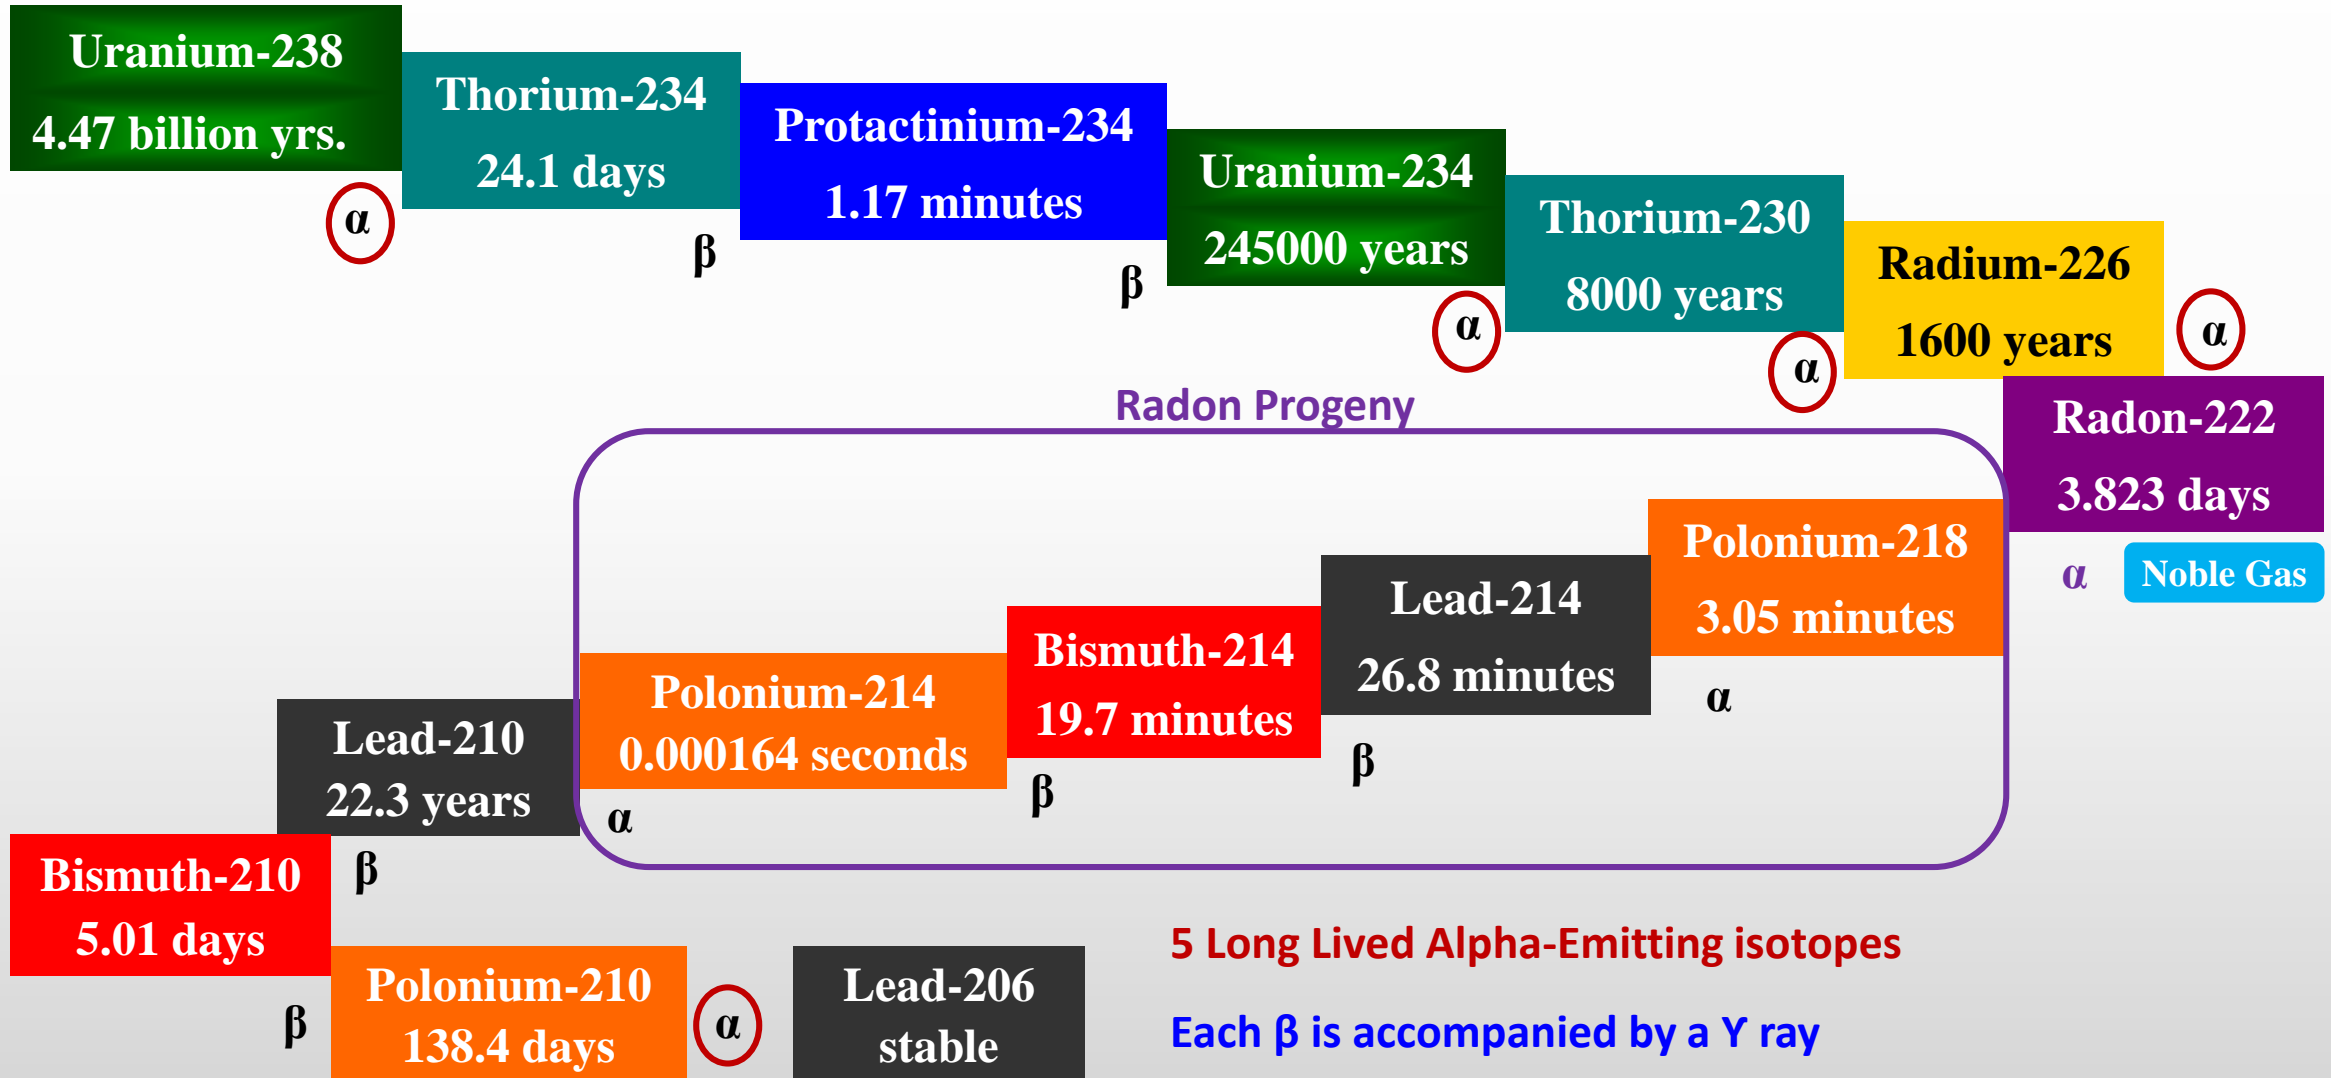 Uranium-238
4.47 billion yrs.
α
Thorium-234
24.1 days
β
Protactinium-234
1.17 minutes
β
Uranium-234
245000 years
α
Thorium-230
8000 years
α
Radium-226
1600 years
α
Radon-222
3.823 days
α
Noble Gas
Radon Progeny
Polonium-218
3.05 minutes
α
Lead-214
26.8 minutes
β
Bismuth-214
19.7 minutes
β
Polonium-214
0.000164 seconds
α
Lead-210
22.3 years
β
Bismuth-210
5.01 days
β
Polonium-210
138.4 days
α
Lead-206
stable
5 Long Lived Alpha-Emitting isotopes
Each β is accompanied by a ϒ ray